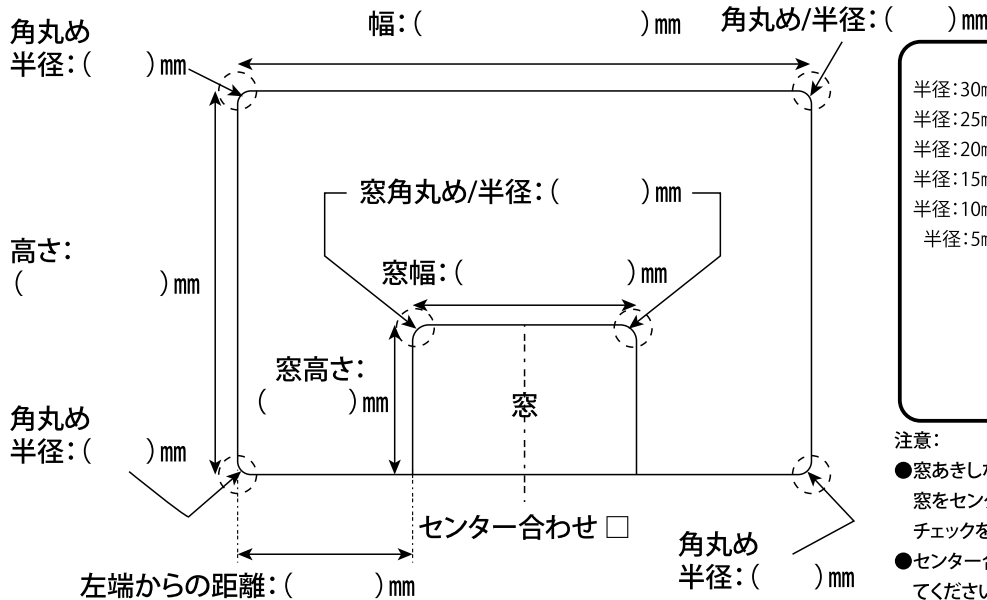 角丸め
半径：(　　)mm
幅：(　　　　　　　　)mm
角丸め/半径：(　　)mm
半径：30m
半径：25m
半径：20m
半径：15m
半径：10m
半径：5m
窓角丸め/半径：(　　　)mm
高さ：
(　　　　　)mm
窓幅：(　　　　　　)mm
窓高さ：
(　　　)mm
窓
角丸め
半径：(　　)mm
センター合わせ □
角丸め
半径：(　　)mm
左端からの距離：(　　　)mm
注意：
●窓あきし
窓をセン
チェックを
●センター合
てください